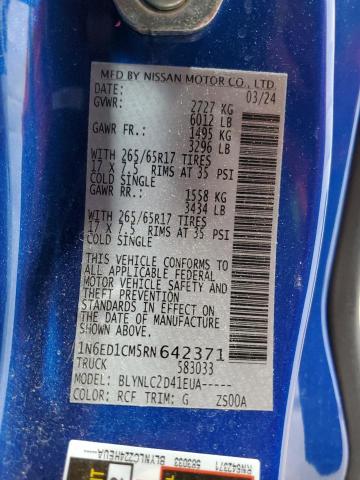 MFD BY NISSAN MOTOR CO., LTD.
DATE: 03/24
GVWR: 2727 KG
6012 LB
GAWR FR.: 1495 KG
3296 LB
WITH 265/65R17 TIRES
17 X 7.5 RIMS AT 35 PSI
COLD SINGLE
GAWR RR.: 1558 KG
3434 LB
WITH 265/65R17 TIRES
17 X 7.5 RIMS AT 35 PSI
COLD SINGLE
THIS VEHICLE CONFORMS TO
ALL APPLICABLE FEDERAL
MOTOR VEHICLE SAFETY AND
THEFT PREVENTION
STANDARDS IN EFFECT ON
THE DATE OF MANUFACTURE
SHOWN ABOVE.
1N6ED1CM5RN642371
TRUCK 583033
MODEL: BLYNLC2D41EUA-----
COLOR: RCF TRIM: G ZS00A
RN642371 583033 BLYNLC2Z24HEUA